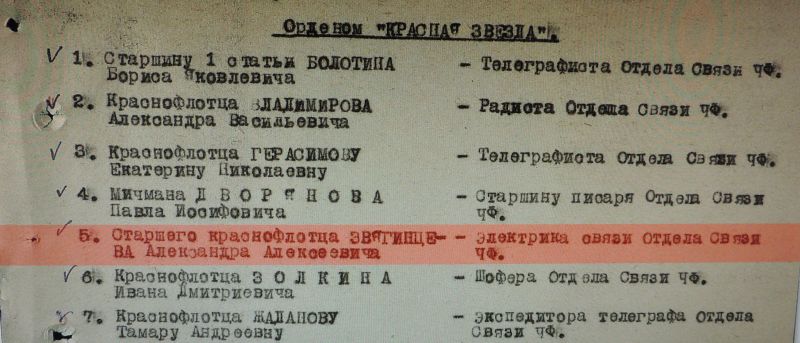 Орденом "КРАСНАЯ ЗВЕЗДА".
1. Старшину 1 статьи БОЛОТИНА - Телеграфиста Отдела Связи ЧФ.
Бориса Яковлевича
2. Краснофлотца ВЛАДИМИРОВА - Радиста Отдела Связи ЧФ.
Александра Васильевича
3. Краснофлотца ГЕРАСИМОВУ - Телеграфиста Отдела Связи ЧФ.
Екатерину Николаевну
4. Мичмана Д В О Р Я Н О В А - Старшину писаря Отдела Связи
Павла Иосифовича ЧФ.
5. Старшего краснофлотца ЗВЯГИНЦЕ- - Электрика связи Отдела Связи
ВА Александра Алексеевича ЧФ.
6. Краснофлотца З О Л К И Н А - Шофера Отдела Связи ЧФ.
Ивана Дмитриевича
7. Краснофлотца ЖАДАНОВУ - Экспедитора телеграфа Отдела
Тамару Андреевну Связи ЧФ.